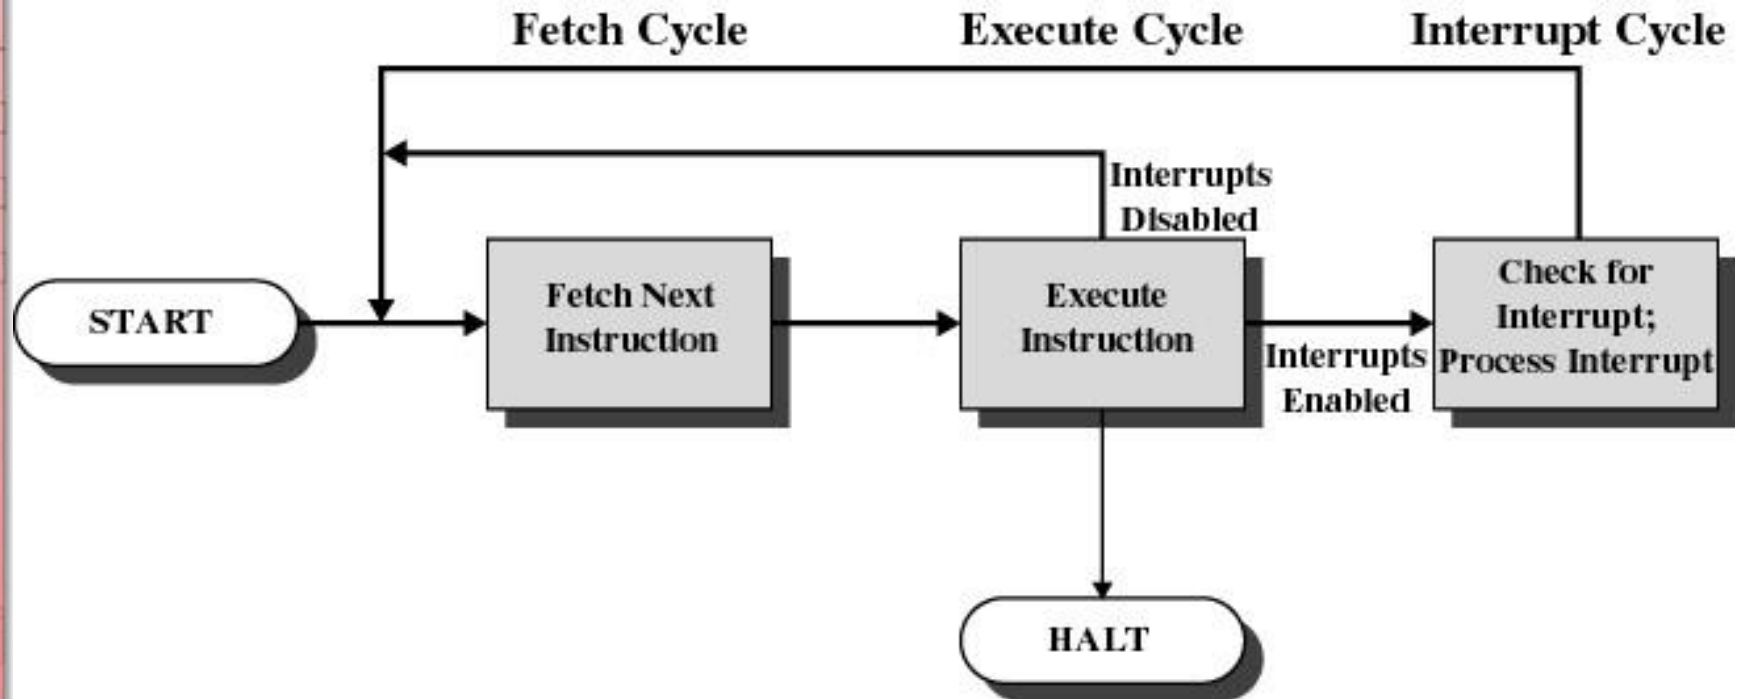 Fetch Cycle
Execute Cycle
Interrupt Cycle
Interrupts
Disabled
START
Fetch Next
Instruction
Execute
Instruction
Interrupts
Enabled
Check for
Interrupt;
Process Interrupt
HALT